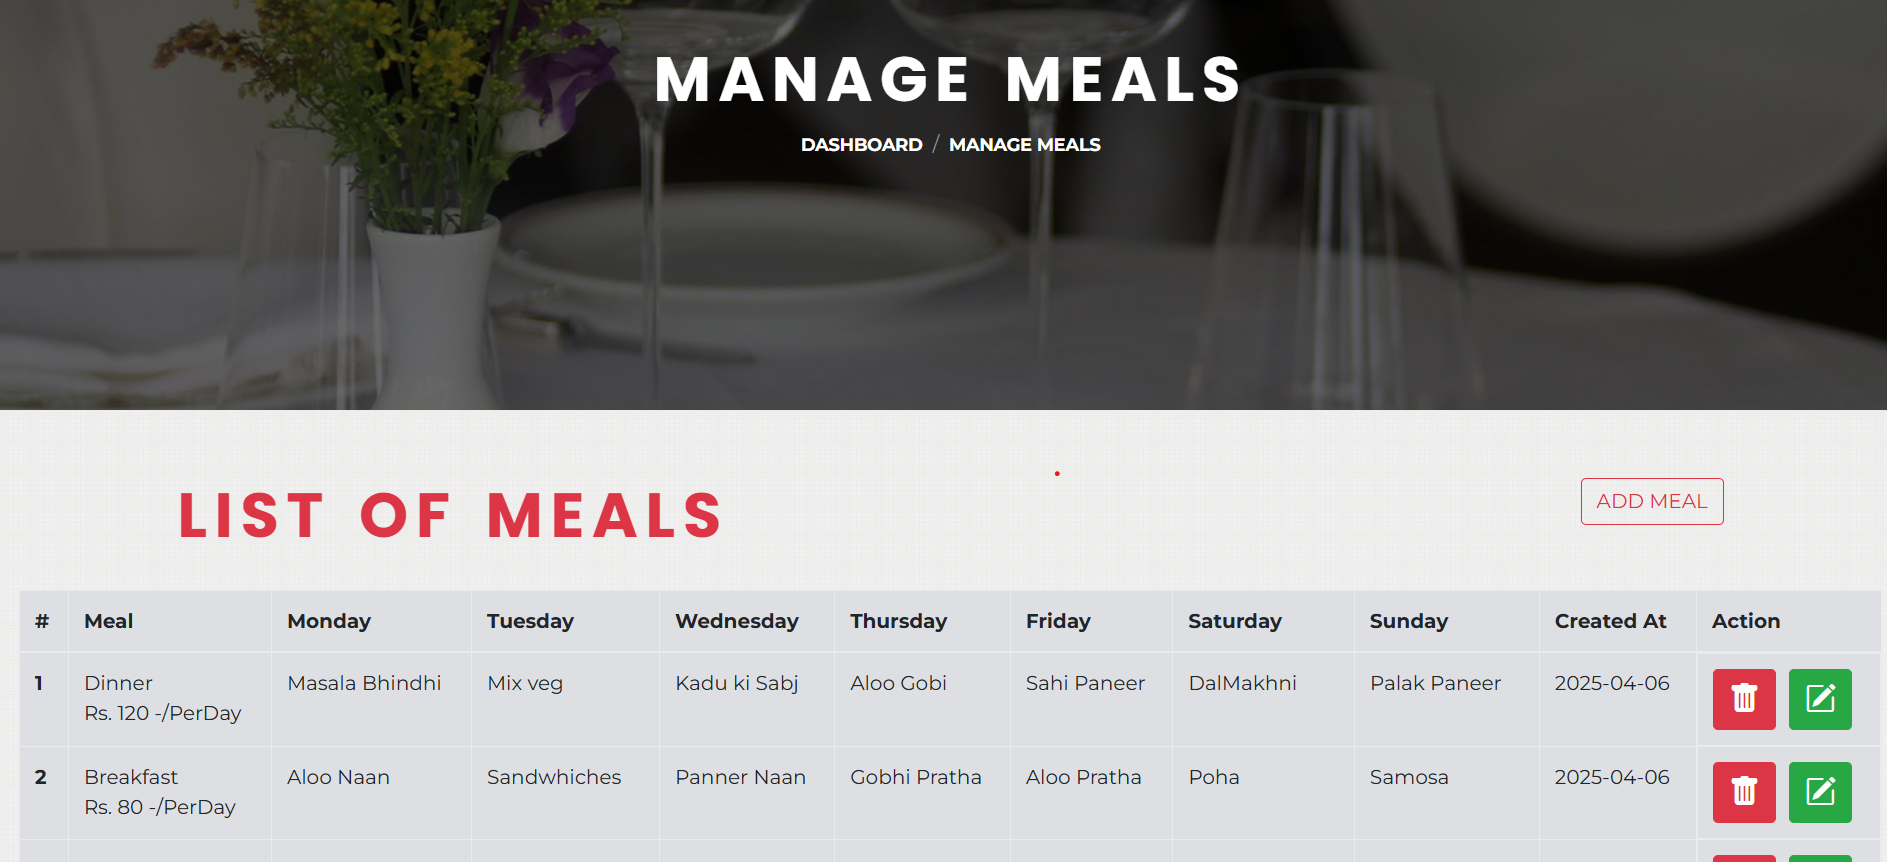 MANAGE MEALS
DASHBOARD / MANAGE MEALS
LIST OF MEALS
ADD MEAL
# Meal Monday Tuesday Wednesday Thursday Friday Saturday Sunday Created At Action
1 Dinner Masala Bhindhi Mix veg Kadu ki Sabj Aloo Gobi Sahi Paneer DalMakhni Palak Paneer 2025-04-06
Rs. 120 -/PerDay
2 Breakfast Aloo Naan Sandwhiches Panner Naan Gobhi Pratha Aloo Pratha Poha Samosa 2025-04-06
Rs. 80 -/PerDay